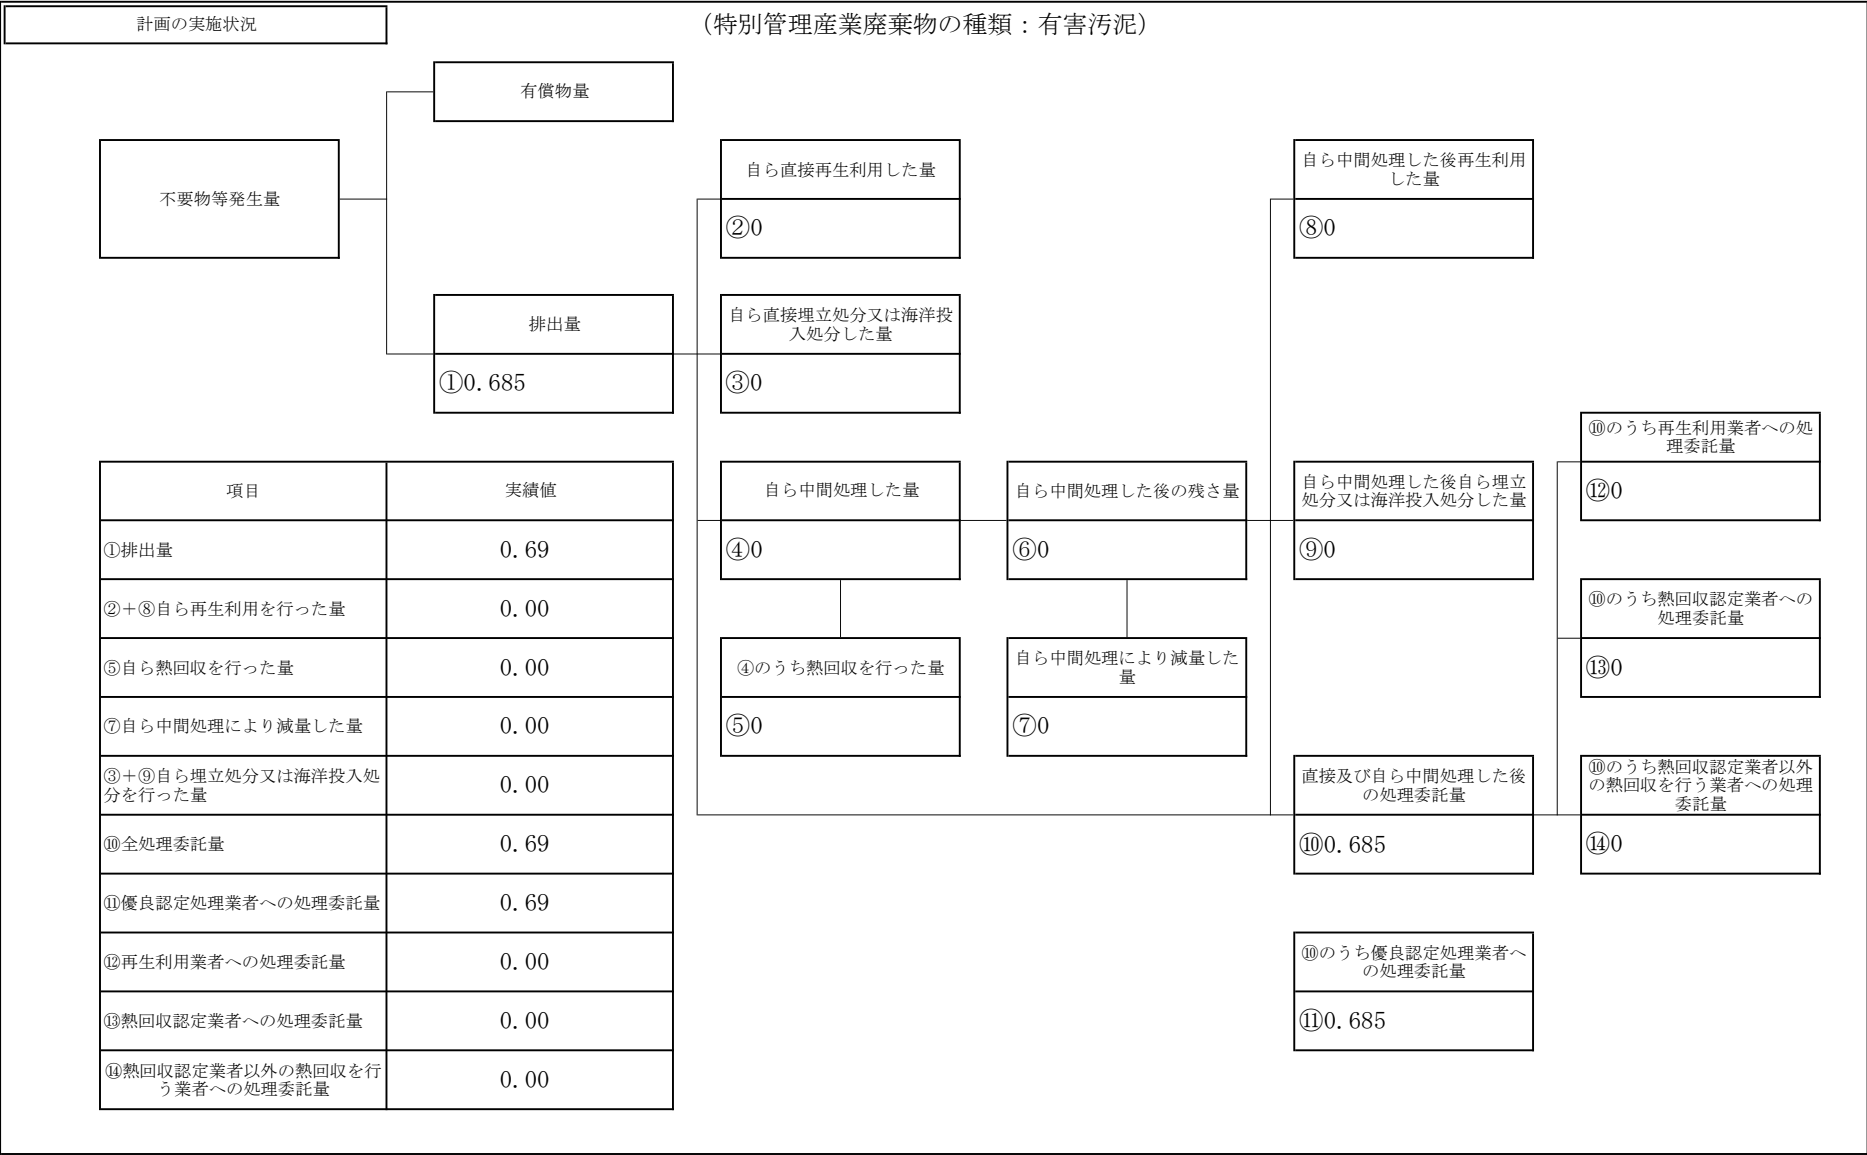 計画の実施状況
（特別管理産業廃棄物の種類：有害汚泥）
有償物量
不要物等発生量
自ら直接再生利用した量
②0
自ら中間処理した後再生利用
した量
⑧0
排出量
①0.685
自ら直接埋立処分又は海洋投
入処分した量
③0
⑩のうち再生利用業者への処
理委託量
⑫0
自ら中間処理した量
④0
自ら中間処理した後の残さ量
⑥0
自ら中間処理した後自ら埋立
処分又は海洋投入処分した量
⑨0
⑩のうち熱回収認定業者への
処理委託量
⑬0
④のうち熱回収を行った量
⑤0
自ら中間処理により減量した
量
⑦0
直接及び自ら中間処理した後
の処理委託量
⑩0.685
⑩のうち熱回収認定業者以外
の熱回収を行う業者への処理
委託量
⑭0
⑩のうち優良認定処理業者へ
の処理委託量
⑪0.685
項目 実績値
①排出量 0.69
②＋⑧自ら再生利用を行った量 0.00
⑤自ら熱回収を行った量 0.00
⑦自ら中間処理により減量した量 0.00
③＋⑨自ら埋立処分又は海洋投入処
分を行った量 0.00
⑩全処理委託量 0.69
⑪優良認定処理業者への処理委託量 0.69
⑫再生利用業者への処理委託量 0.00
⑬熱回収認定業者への処理委託量 0.00
⑭熱回収認定業者以外の熱回収を行
う業者への処理委託量 0.00